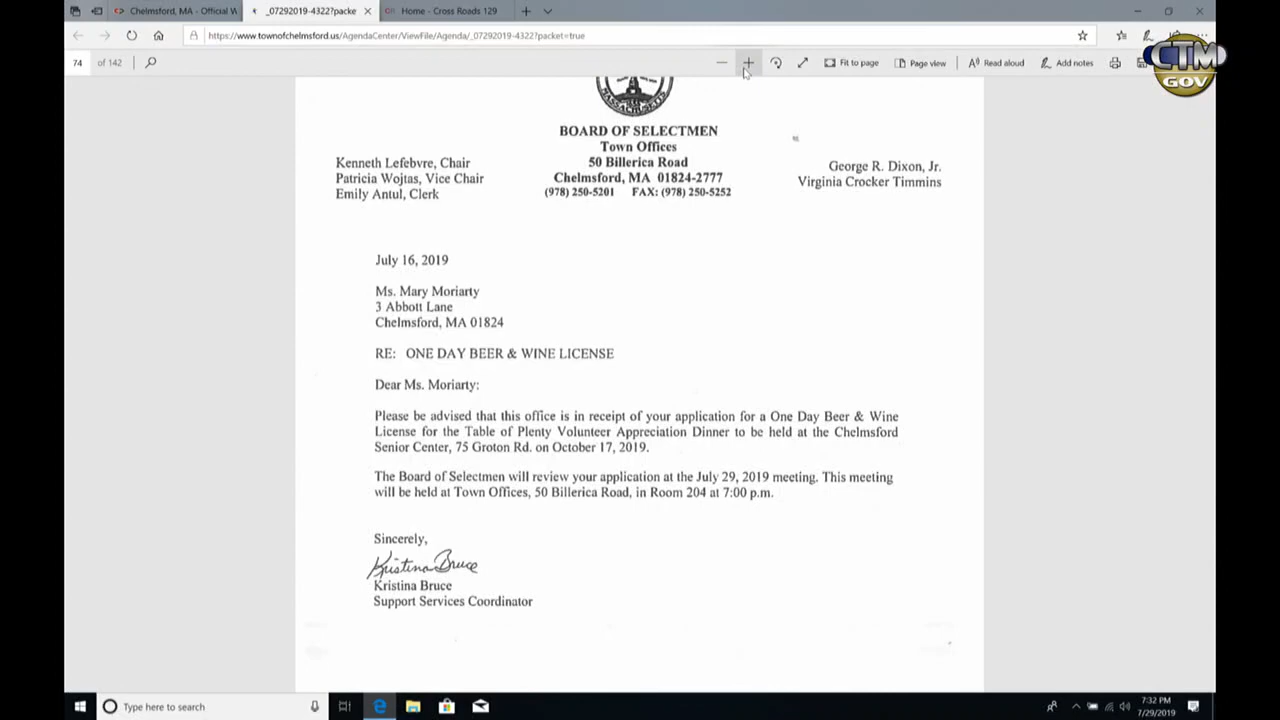 Chelmsford, MA - Official W
_07292019-4322?packe
Home - Cross Roads 129
https://www.townofchelmsford.us/AgendaCenter/ViewFile/Agenda/_07292019-4322?packet=true
74 of 142
Fit to page
Page view
Read aloud
Add notes
CTM
GOV
MASSACHUSETTS
BOARD OF SELECTMEN
Town Offices
50 Billerica Road
Chelmsford, MA 01824-2777
(978) 250-5201 FAX: (978) 250-5252
Kenneth Lefebvre, Chair
Patricia Wojtas, Vice Chair
Emily Antul, Clerk
George R. Dixon, Jr.
Virginia Crocker Timmins
July 16, 2019
Ms. Mary Moriarty
3 Abbott Lane
Chelmsford, MA 01824
RE: ONE DAY BEER & WINE LICENSE
Dear Ms. Moriarty:
Please be advised that this office is in receipt of your application for a One Day Beer & Wine
License for the Table of Plenty Volunteer Appreciation Dinner to be held at the Chelmsford
Senior Center, 75 Groton Rd. on October 17, 2019.
The Board of Selectmen will review your application at the July 29, 2019 meeting. This meeting
will be held at Town Offices, 50 Billerica Road, in Room 204 at 7:00 p.m.
Sincerely,
Kristina Bruce
Kristina Bruce
Support Services Coordinator
Type here to search
7:32 PM
7/29/2019